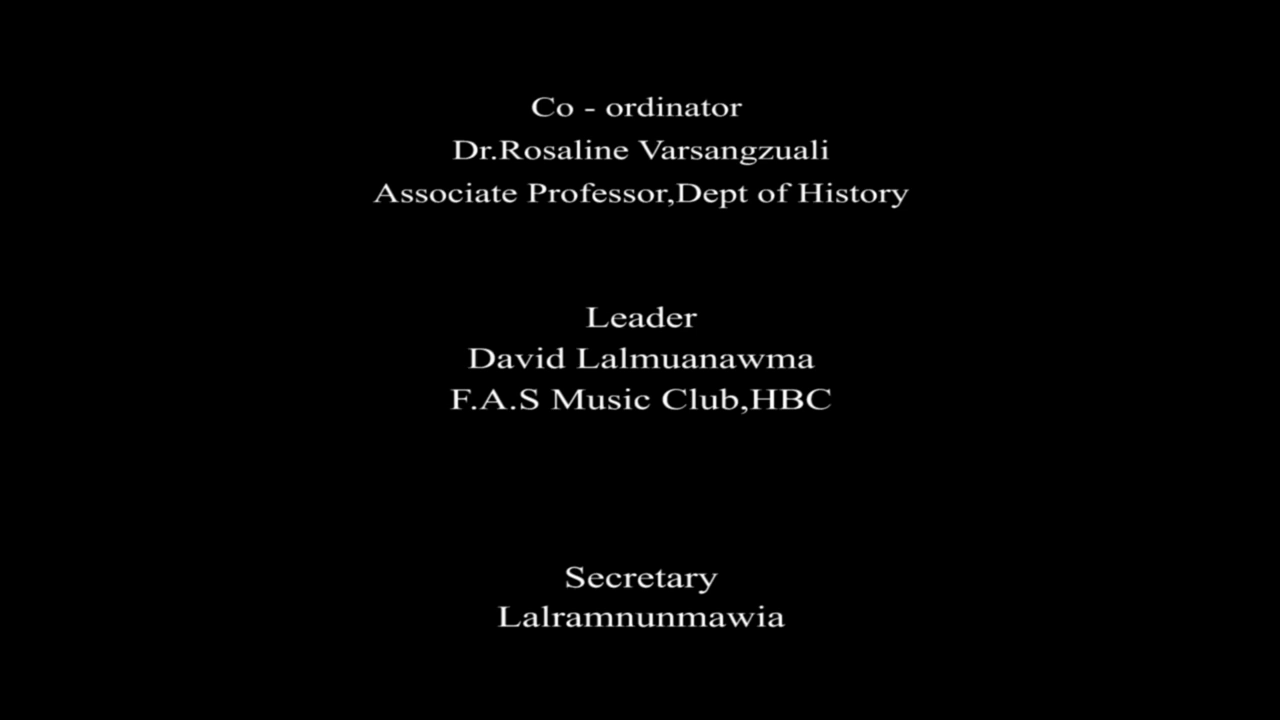 Co - ordinator
Dr.Rosaline Varsangzuali
Associate Professor,Dept of History
Leader
David Lalmuanawma
F.A.S Music Club,HBC
Secretary
Lalramnunmawia